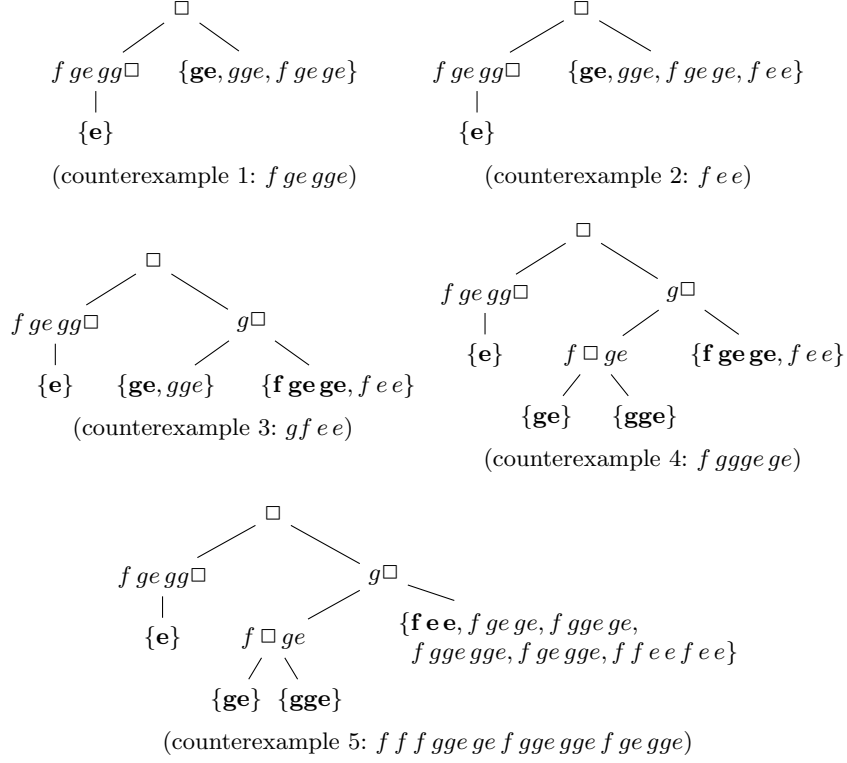 □ □
f ge gg□ {ge, gge, f ge ge} f ge gg□ {ge, gge, f ge ge, f e e}
{e} {e}
(counterexample 1: f ge gge) (counterexample 2: f e e)
□ □
f ge gg□ g□ f ge gg□ g□
{e} {ge, gge} {f ge ge, f e e} {e} f □ ge {f ge ge, f e e}
{ge} {gge}
(counterexample 3: gf e e) (counterexample 4: f ggge ge)
□
f ge gg□ g□
{e} f □ ge {f e e, f ge ge, f gge ge,
f gge gge, f ge gge, f f e e f e e}
{ge} {gge}
(counterexample 5: f f f gge ge f gge gge f ge gge)